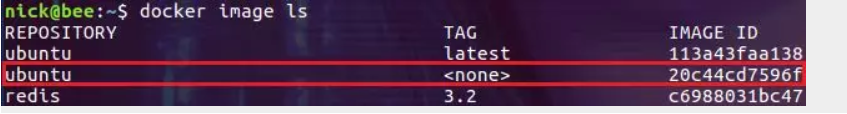 nick@bee:~$ docker image ls
REPOSITORY TAG IMAGE ID
ubuntu latest 113a43faa138
ubuntu <none> 20c44cd7596f
redis 3.2 c6988031bc47